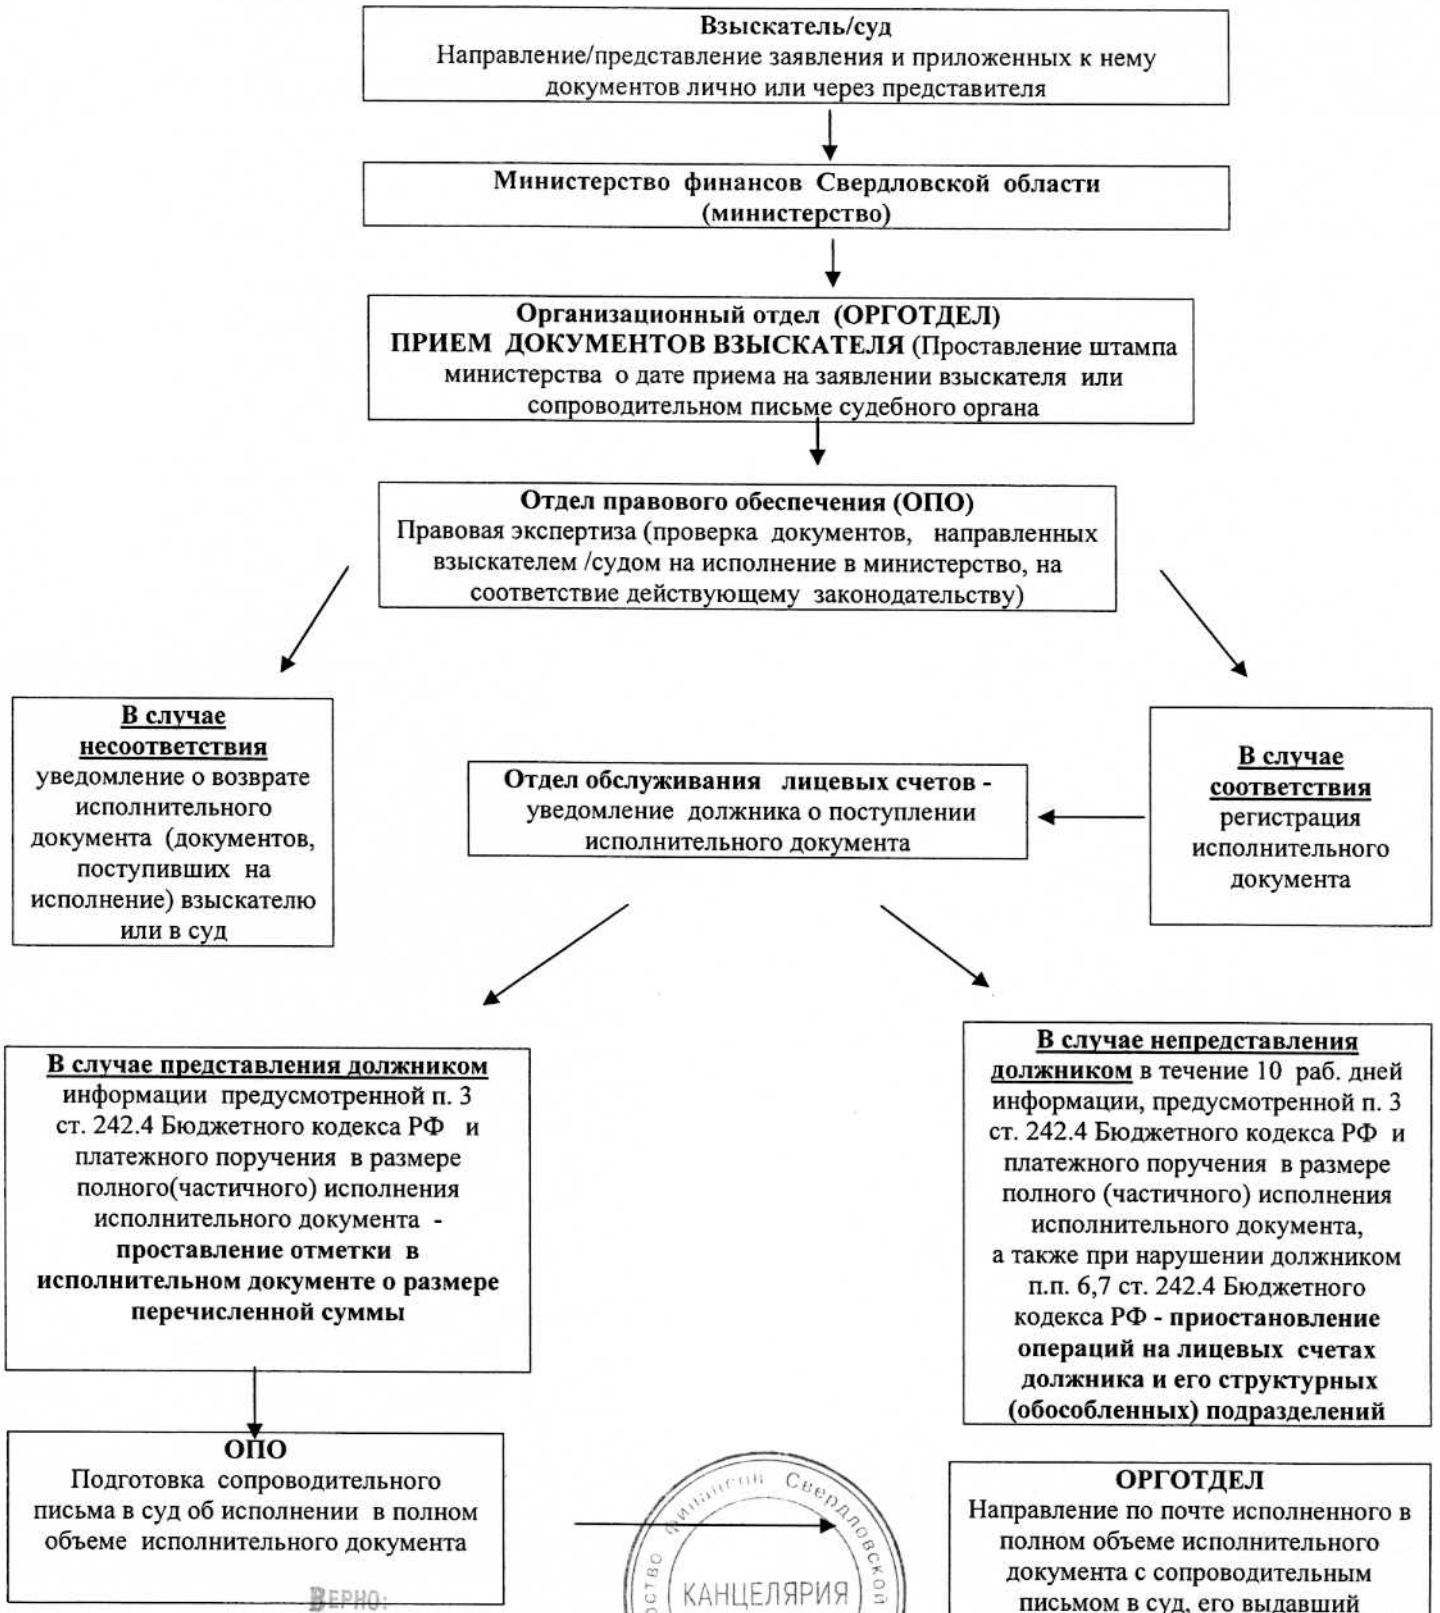 Взыскатель/суд
Направление/представление заявления и приложенных к нему
документов лично или через представителя
Министерство финансов Свердловской области
(министерство)
Организационный отдел (ОРГОТДЕЛ)
ПРИЕМ ДОКУМЕНТОВ ВЗЫСКАТЕЛЯ (Проставление штампа
министерства о дате приема на заявлении взыскателя или
сопроводительном письме судебного органа
Отдел правового обеспечения (ОПО)
Правовая экспертиза (проверка документов, направленных
взыскателем /судом на исполнение в министерство, на
соответствие действующему законодательству)
В случае
несоответствия
уведомление о возврате
исполнительного
документа (документов,
поступивших на
исполнение) взыскателю
или в суд
Отдел обслуживания лицевых счетов -
уведомление должника о поступлении
исполнительного документа
В случае
соответствия
регистрация
исполнительного
документа
В случае представления должником
информации предусмотренной п. 3
ст. 242.4 Бюджетного кодекса РФ и
платежного поручения в размере
полного(частичного) исполнения
исполнительного документа -
проставление отметки в
исполнительном документе о размере
перечисленной суммы
В случае непредставления
должником в течение 10 раб. дней
информации, предусмотренной п. 3
ст. 242.4 Бюджетного кодекса РФ и
платежного поручения в размере
полного (частичного) исполнения
исполнительного документа,
а также при нарушении должником
п.п. 6,7 ст. 242.4 Бюджетного
кодекса РФ - приостановление
операций на лицевых счетах
должника и его структурных
(обособленных) подразделений
ОПО
Подготовка сопроводительного
письма в суд об исполнении в полном
объеме исполнительного документа
ВЕРНО:
финансов Свердловской
КАНЦЕЛЯРИЯ
ОРГОТДЕЛ
Направление по почте исполненного в
полном объеме исполнительного
документа с сопроводительным
письмом в суд, его выдавший